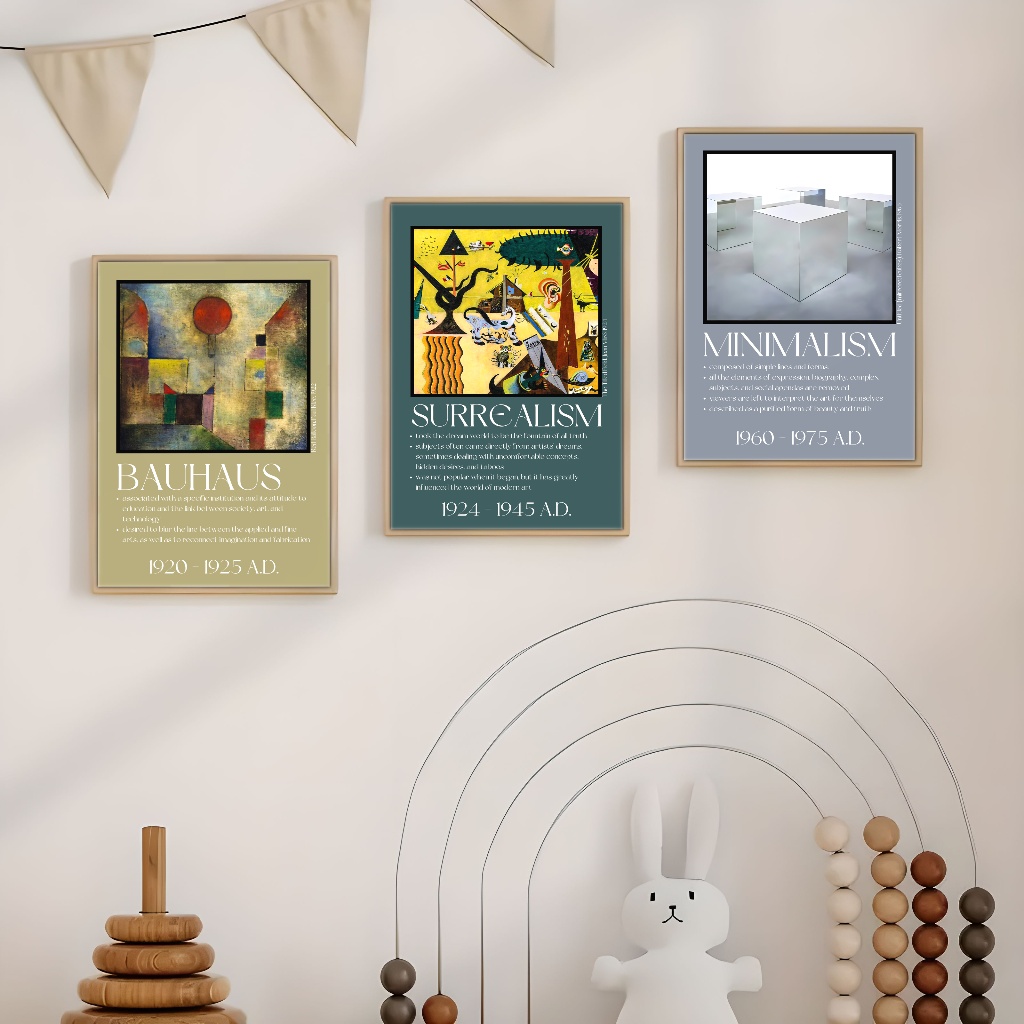 BAUHAUS
• associated with a specific institution and its attitude to
education and the link between society, art, and
technology
• desired to blur the line between the applied and fine
arts, as well as to reconnect imagination and fabrication
1920 - 1925 A.D.
SURREALISM
• took the dream world to be the fountain of all truth
• subjects often came directly from artists' dreams,
sometimes dealing with uncomfortable concepts,
hidden desires, and taboos
• was not popular when it began, but it has greatly
influenced the world of modern art
1924 - 1945 A.D.
MINIMALISM
• composed of simple lines and forms
• all the elements of expression, biography, complex
subjects, and social agendas are removed
• viewers are left to interpret the art for themselves
• described as a purified form of beauty and truth
1960 - 1975 A.D.